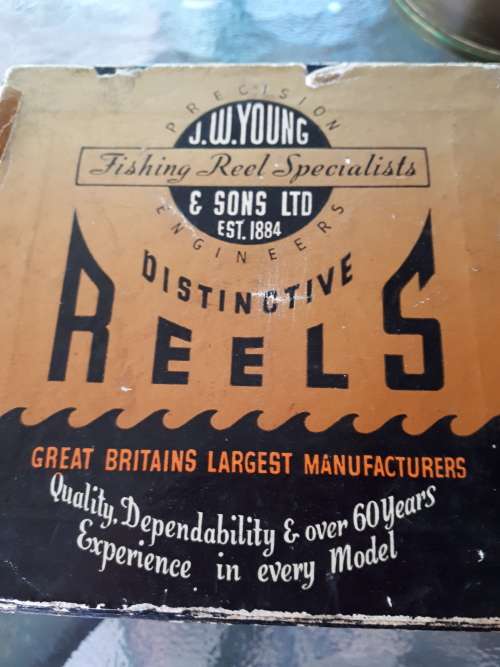 PRECISION
J.W.YOUNG
Fishing Reel Specialists
& SONS LTD
EST. 1884
ENGINEERS
DISTINCTIVE
REELS
GREAT BRITAINS LARGEST MANUFACTURERS
Quality, Dependability & over 60 Years
Experience in every Model